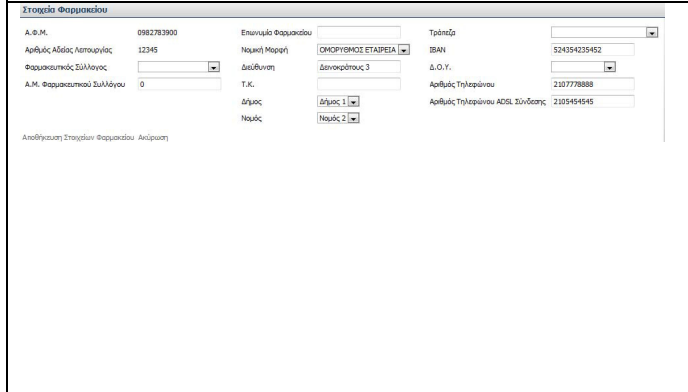 Στοιχεία Φαρμακείου
Α.Φ.Μ. 0982783900 Επωνυμία Φαρμακείου Τράπεζα
Αριθμός Αδείας Λειτουργίας 12345 Νομική Μορφή ΟΜΟΡΥΘΜΟΣ ΕΤΑΙΡΕΙΑ IBAN 524354235452
Φαρμακευτικός Σύλλογος Διεύθυνση Δεινοκράτους 3 Δ.Ο.Υ.
Α.Μ. Φαρμακευτικού Συλλόγου 0 Τ.Κ. Αριθμός Τηλεφώνου 2107778888
Δήμος Δήμος 1 Αριθμός Τηλεφώνου ADSL Σύνδεσης 2105454545
Νομός Νομός 2
Αποθήκευση Στοιχείων Φαρμακείου Ακύρωση